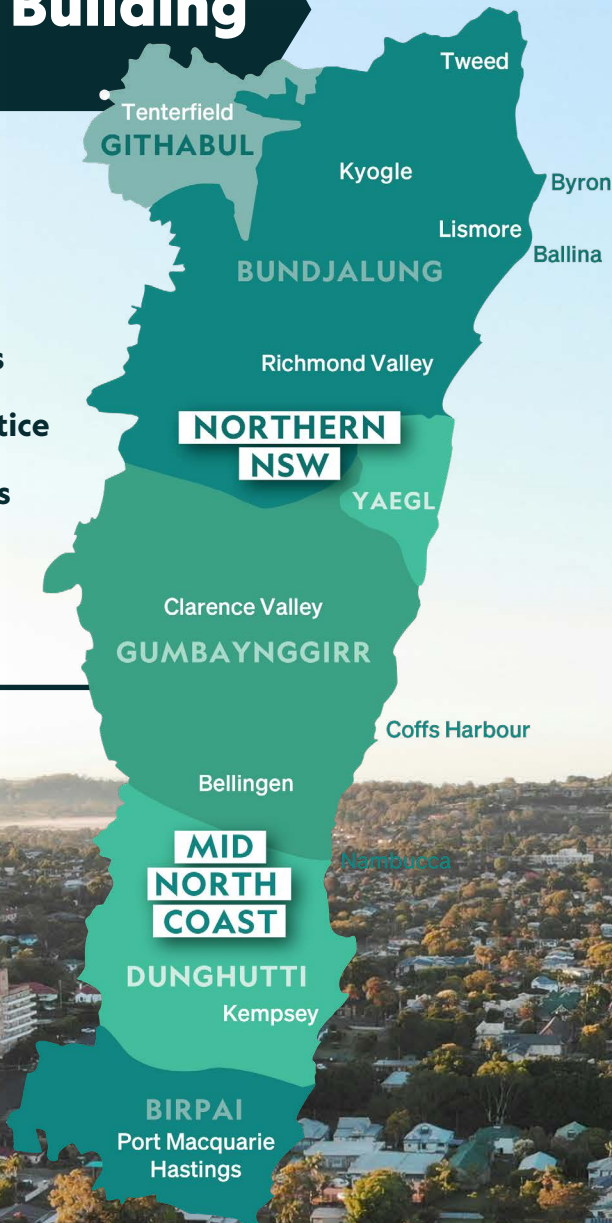 Building
Tweed
Tenterfield
GITHABUL
Kyogle
Byron
Lismore
Ballina
BUNDJALUNG
s
Richmond Valley
tice
NORTHERN
NSW
s
YAEGL
Clarence Valley
GUMBAYNGGIRR
Coffs Harbour
Bellingen
MID
NORTH
COAST
Nambucca
DUNGHUTTI
Kempsey
BIRPAI
Port Macquarie
Hastings